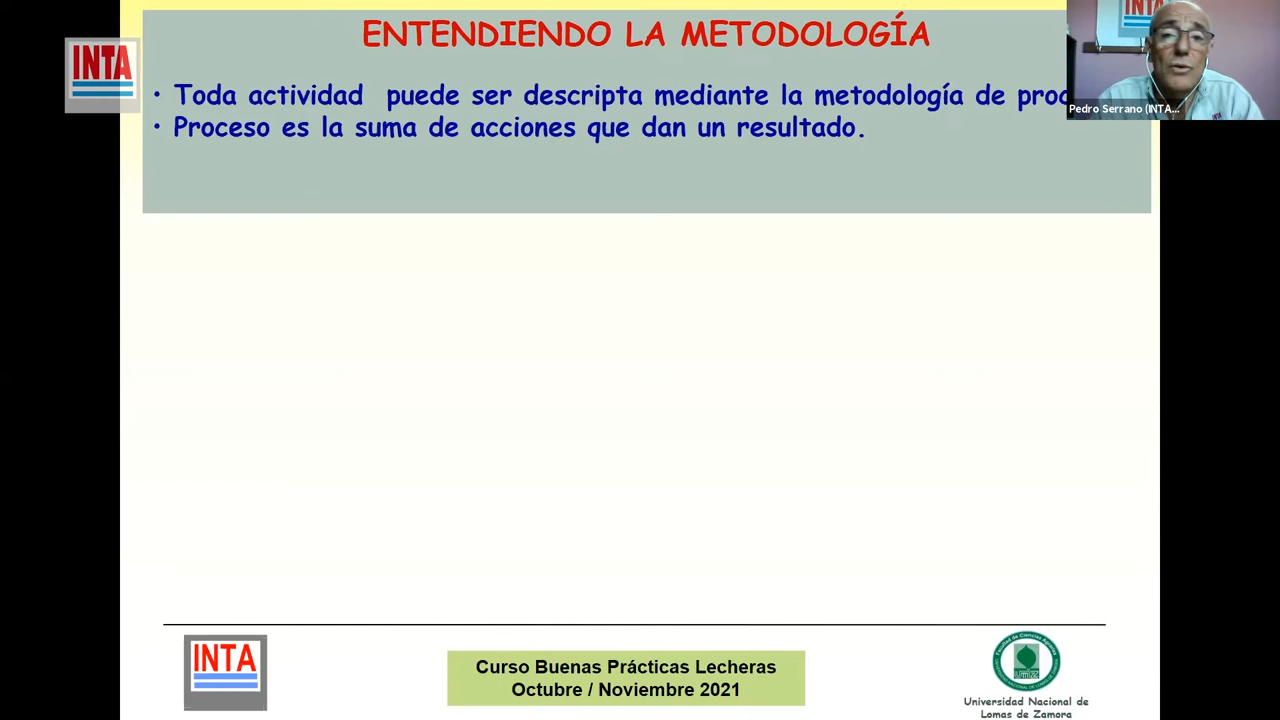 ENTENDIENDO LA METODOLOGÍA
INTA
INTA
• Toda actividad puede ser descripta mediante la metodología de
Pedro Serrano (INTA...
• Proceso es la suma de acciones que dan un resultado.
INTA
Curso Buenas Prácticas Lecheras
Octubre / Noviembre 2021
Universidad Nacional de
Lomas de Zamora